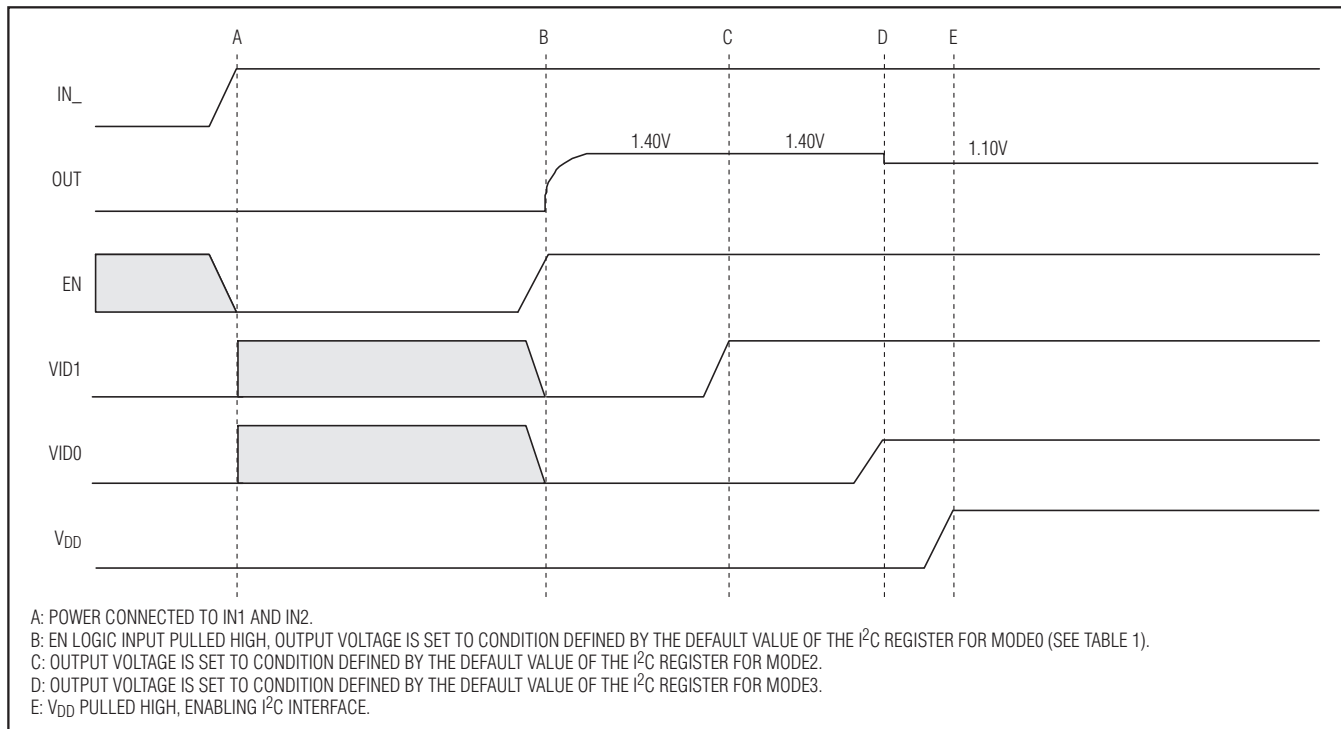 A B C D E
IN_
1.40V 1.40V 1.10V
OUT
EN
VID1
VID0
VDD
A: POWER CONNECTED TO IN1 AND IN2.
B: EN LOGIC INPUT PULLED HIGH, OUTPUT VOLTAGE IS SET TO CONDITION DEFINED BY THE DEFAULT VALUE OF THE I2C REGISTER FOR MODE0 (SEE TABLE 1).
C: OUTPUT VOLTAGE IS SET TO CONDITION DEFINED BY THE DEFAULT VALUE OF THE I2C REGISTER FOR MODE2.
D: OUTPUT VOLTAGE IS SET TO CONDITION DEFINED BY THE DEFAULT VALUE OF THE I2C REGISTER FOR MODE3.
E: VDD PULLED HIGH, ENABLING I2C INTERFACE.